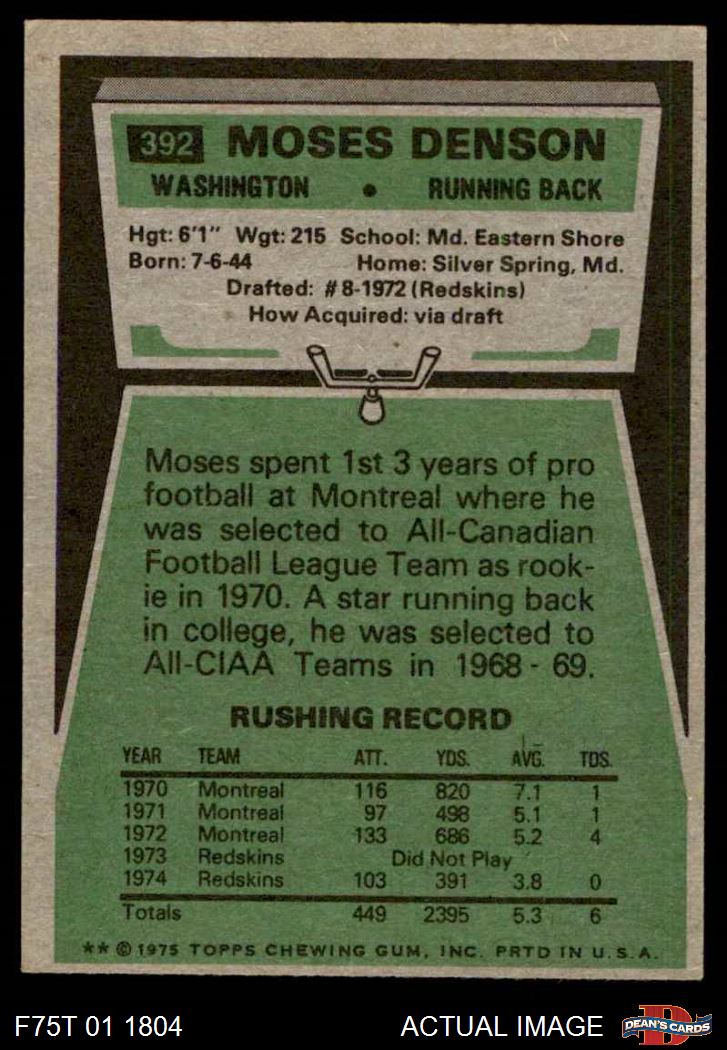 392 MOSES DENSON
WASHINGTON • RUNNING BACK
Hgt: 6'1" Wgt: 215 School: Md. Eastern Shore
Born: 7-6-44 Home: Silver Spring, Md.
Drafted: #8-1972 (Redskins)
How Acquired: via draft
Moses spent 1st 3 years of pro
football at Montreal where he
was selected to All-Canadian
Football League Team as rook-
ie in 1970. A star running back
in college, he was selected to
All-CIAA Teams in 1968 - 69.
RUSHING RECORD
YEAR TEAM ATT. YDS. AVG. TDS.
1970 Montreal 116 820 7.1 1
1971 Montreal 97 498 5.1 1
1972 Montreal 133 686 5.2 4
1973 Redskins Did Not Play
1974 Redskins 103 391 3.8 0
Totals 449 2395 5.3 6
** © 1975 TOPPS CHEWING GUM, INC. PRTD IN U.S.A.
F75T 01 1804 ACTUAL IMAGE D DEAN'S CARDS